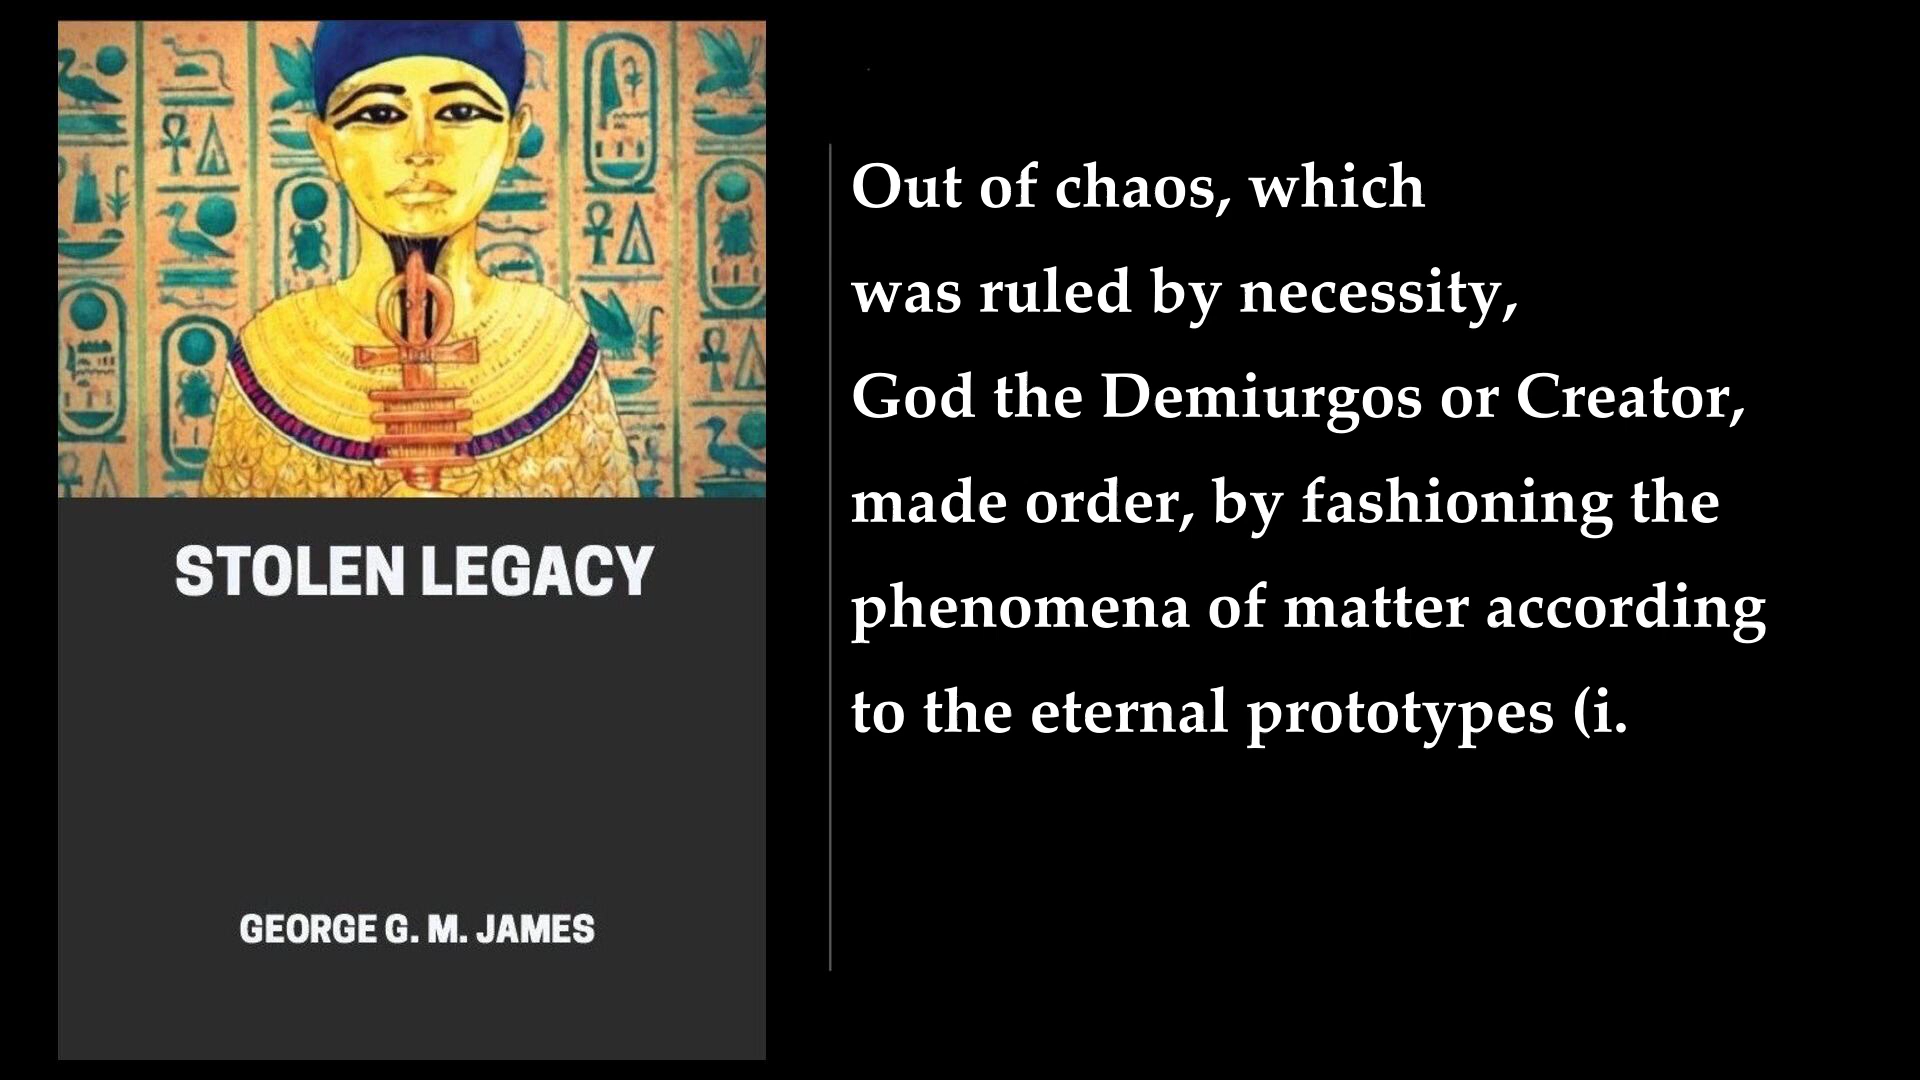 STOLEN LEGACY
GEORGE G. M. JAMES
Out of chaos, which
was ruled by necessity,
God the Demiurgos or Creator,
made order, by fashioning the
phenomena of matter according
to the eternal prototypes (i.